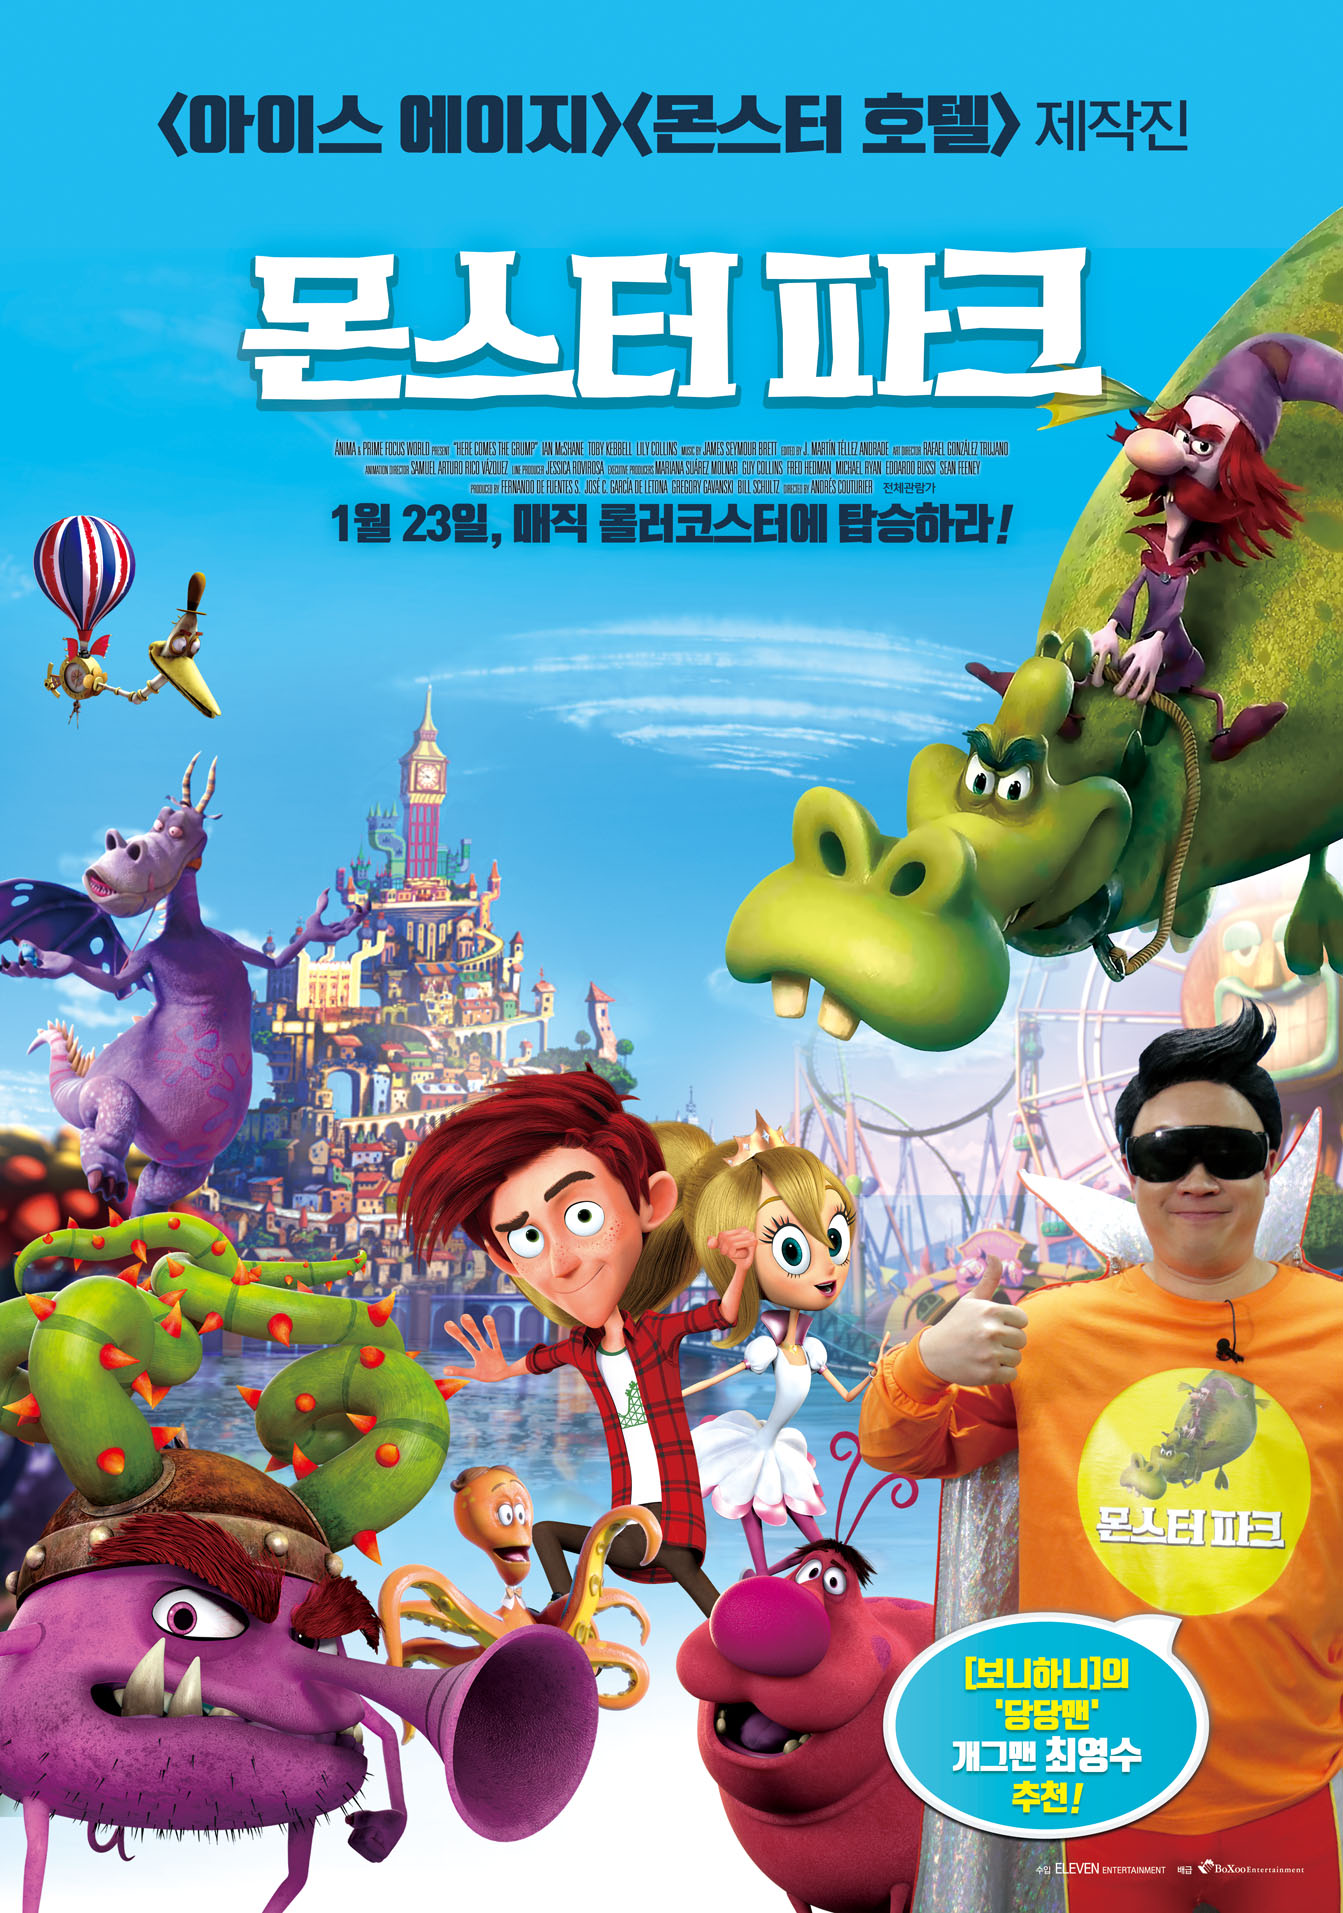 <아이스 에이지><몬스터 호텔> 제작진
몬스터 파크
ÁNIMA & PRIME FOCUS WORLD PRESENT "HERE COMES THE GRUMP" IAN McSHANE TOBY KEBBELL LILY COLLINS MUSIC BY JAMES SEYMOUR BRETT EDITED BY J. MARTÍN TÉLLEZ ANDRADE ART DIRECTOR RAFAEL GONZÁLEZ TRUJANO
ANIMATION DIRECTOR SAMUEL ARTURO RICO VÁZQUEZ LINE PRODUCER JESSICA ROVIROSA EXECUTIVE PRODUCERS MARIANA SUÁREZ MOLNAR GUY COLLINS FRED HEDMAN MICHAEL RYAN EDOARDO BUSSI SEAN FEENEY
PRODUCED BY FERNANDO DE FUENTES S. JOSÉ C. GARCÍA DE LETONA GREGORY GAVANSKI BILL SCHULTZ DIRECTED BY ANDRÉS COUTURIER 전체관람가
1월 23일, 매직 롤러코스터에 탑승하라!
몬스터 파크
[보니하니]의
'당당맨'
개그맨 최영수
추천!
수입 ELEVEN ENTERTAINMENT 배급 BoXoo Entertainment